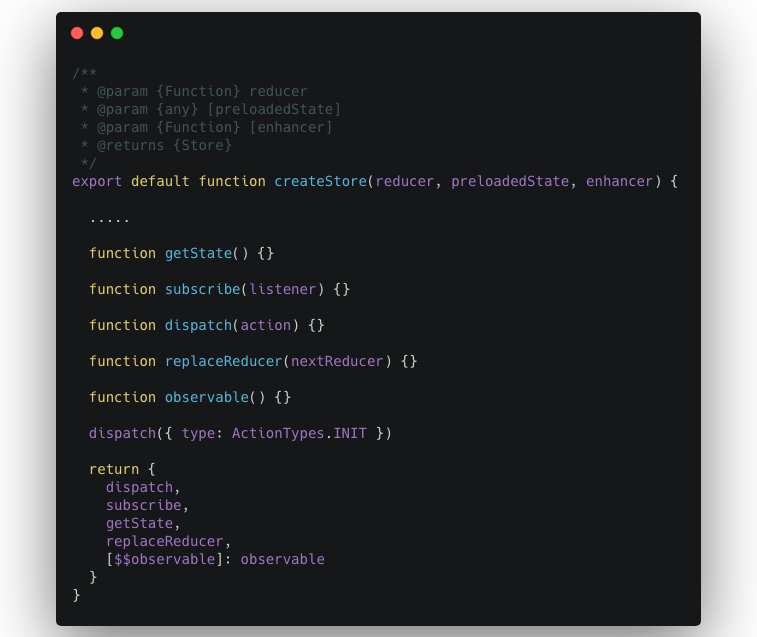 /**
 * @param {Function} reducer
 * @param {any} [preloadedState]
 * @param {Function} [enhancer]
 * @returns {Store}
 */
export default function createStore(reducer, preloadedState, enhancer) {
  .....
  function getState() {}
  function subscribe(listener) {}
  function dispatch(action) {}
  function replaceReducer(nextReducer) {}
  function observable() {}
  dispatch({ type: ActionTypes.INIT })
  return {
    dispatch,
    subscribe,
    getState,
    replaceReducer,
    [$$observable]: observable
  }
}